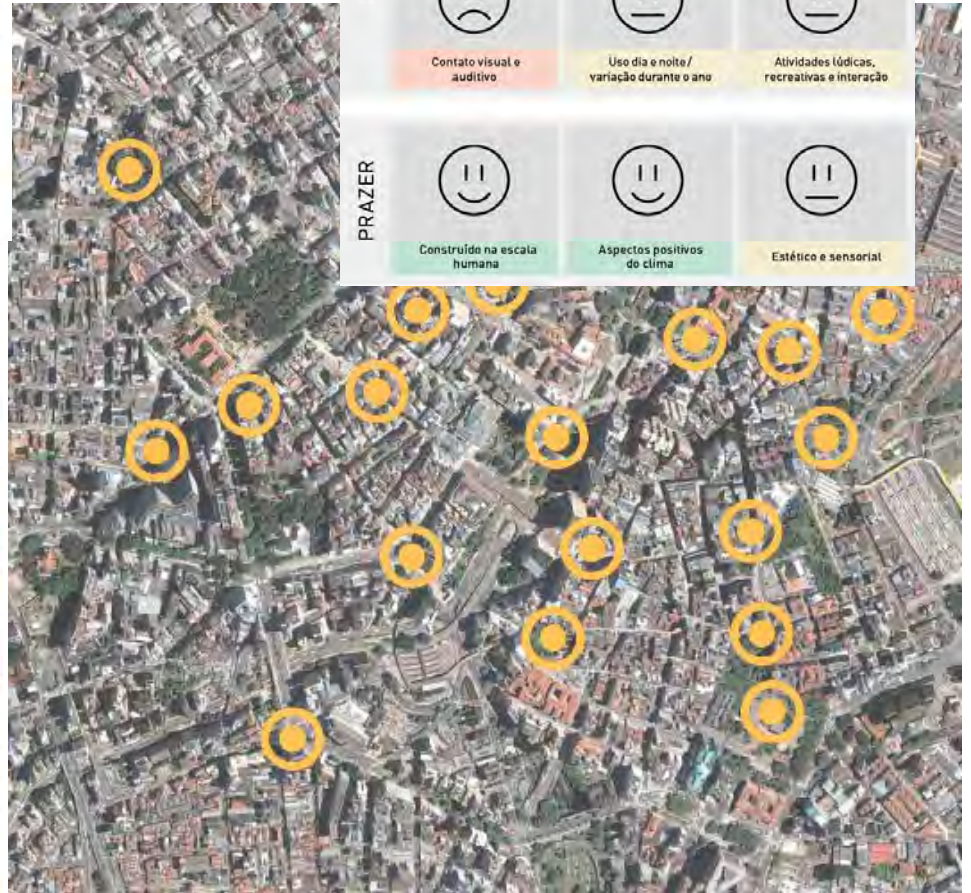 Contato visual e
auditivo
Uso dia e noite/
variação durante o ano
Atividades lúdicas,
recreativas e interação
PRAZER
Construído na escala
humana
Aspectos positivos
do clima
Estético e sensorial